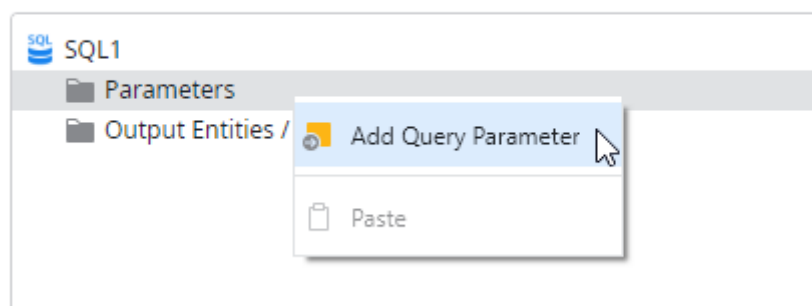 SQL
SQL1
Parameters
Output Entities /
Add Query Parameter
Paste